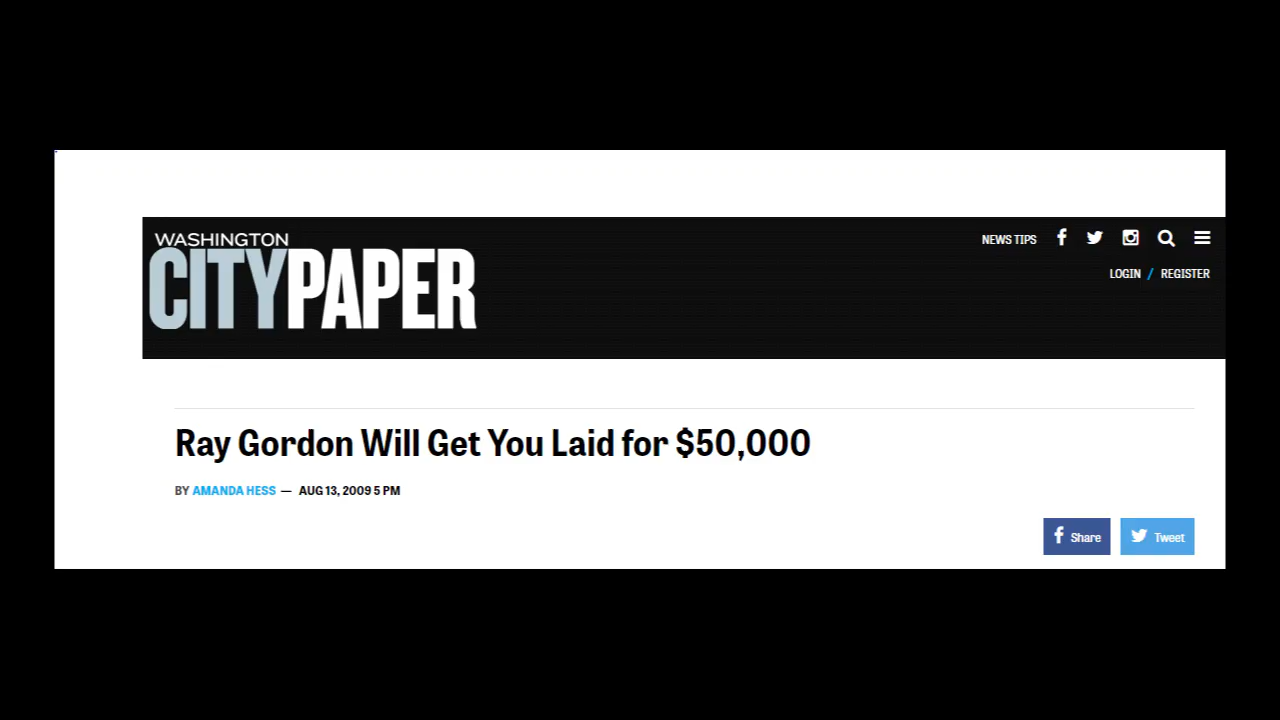 WASHINGTON
CITYPAPER
NEWS TIPS
LOGIN / REGISTER
Ray Gordon Will Get You Laid for $50,000
BY AMANDA HESS — AUG 13, 2009 5 PM
Share
Tweet